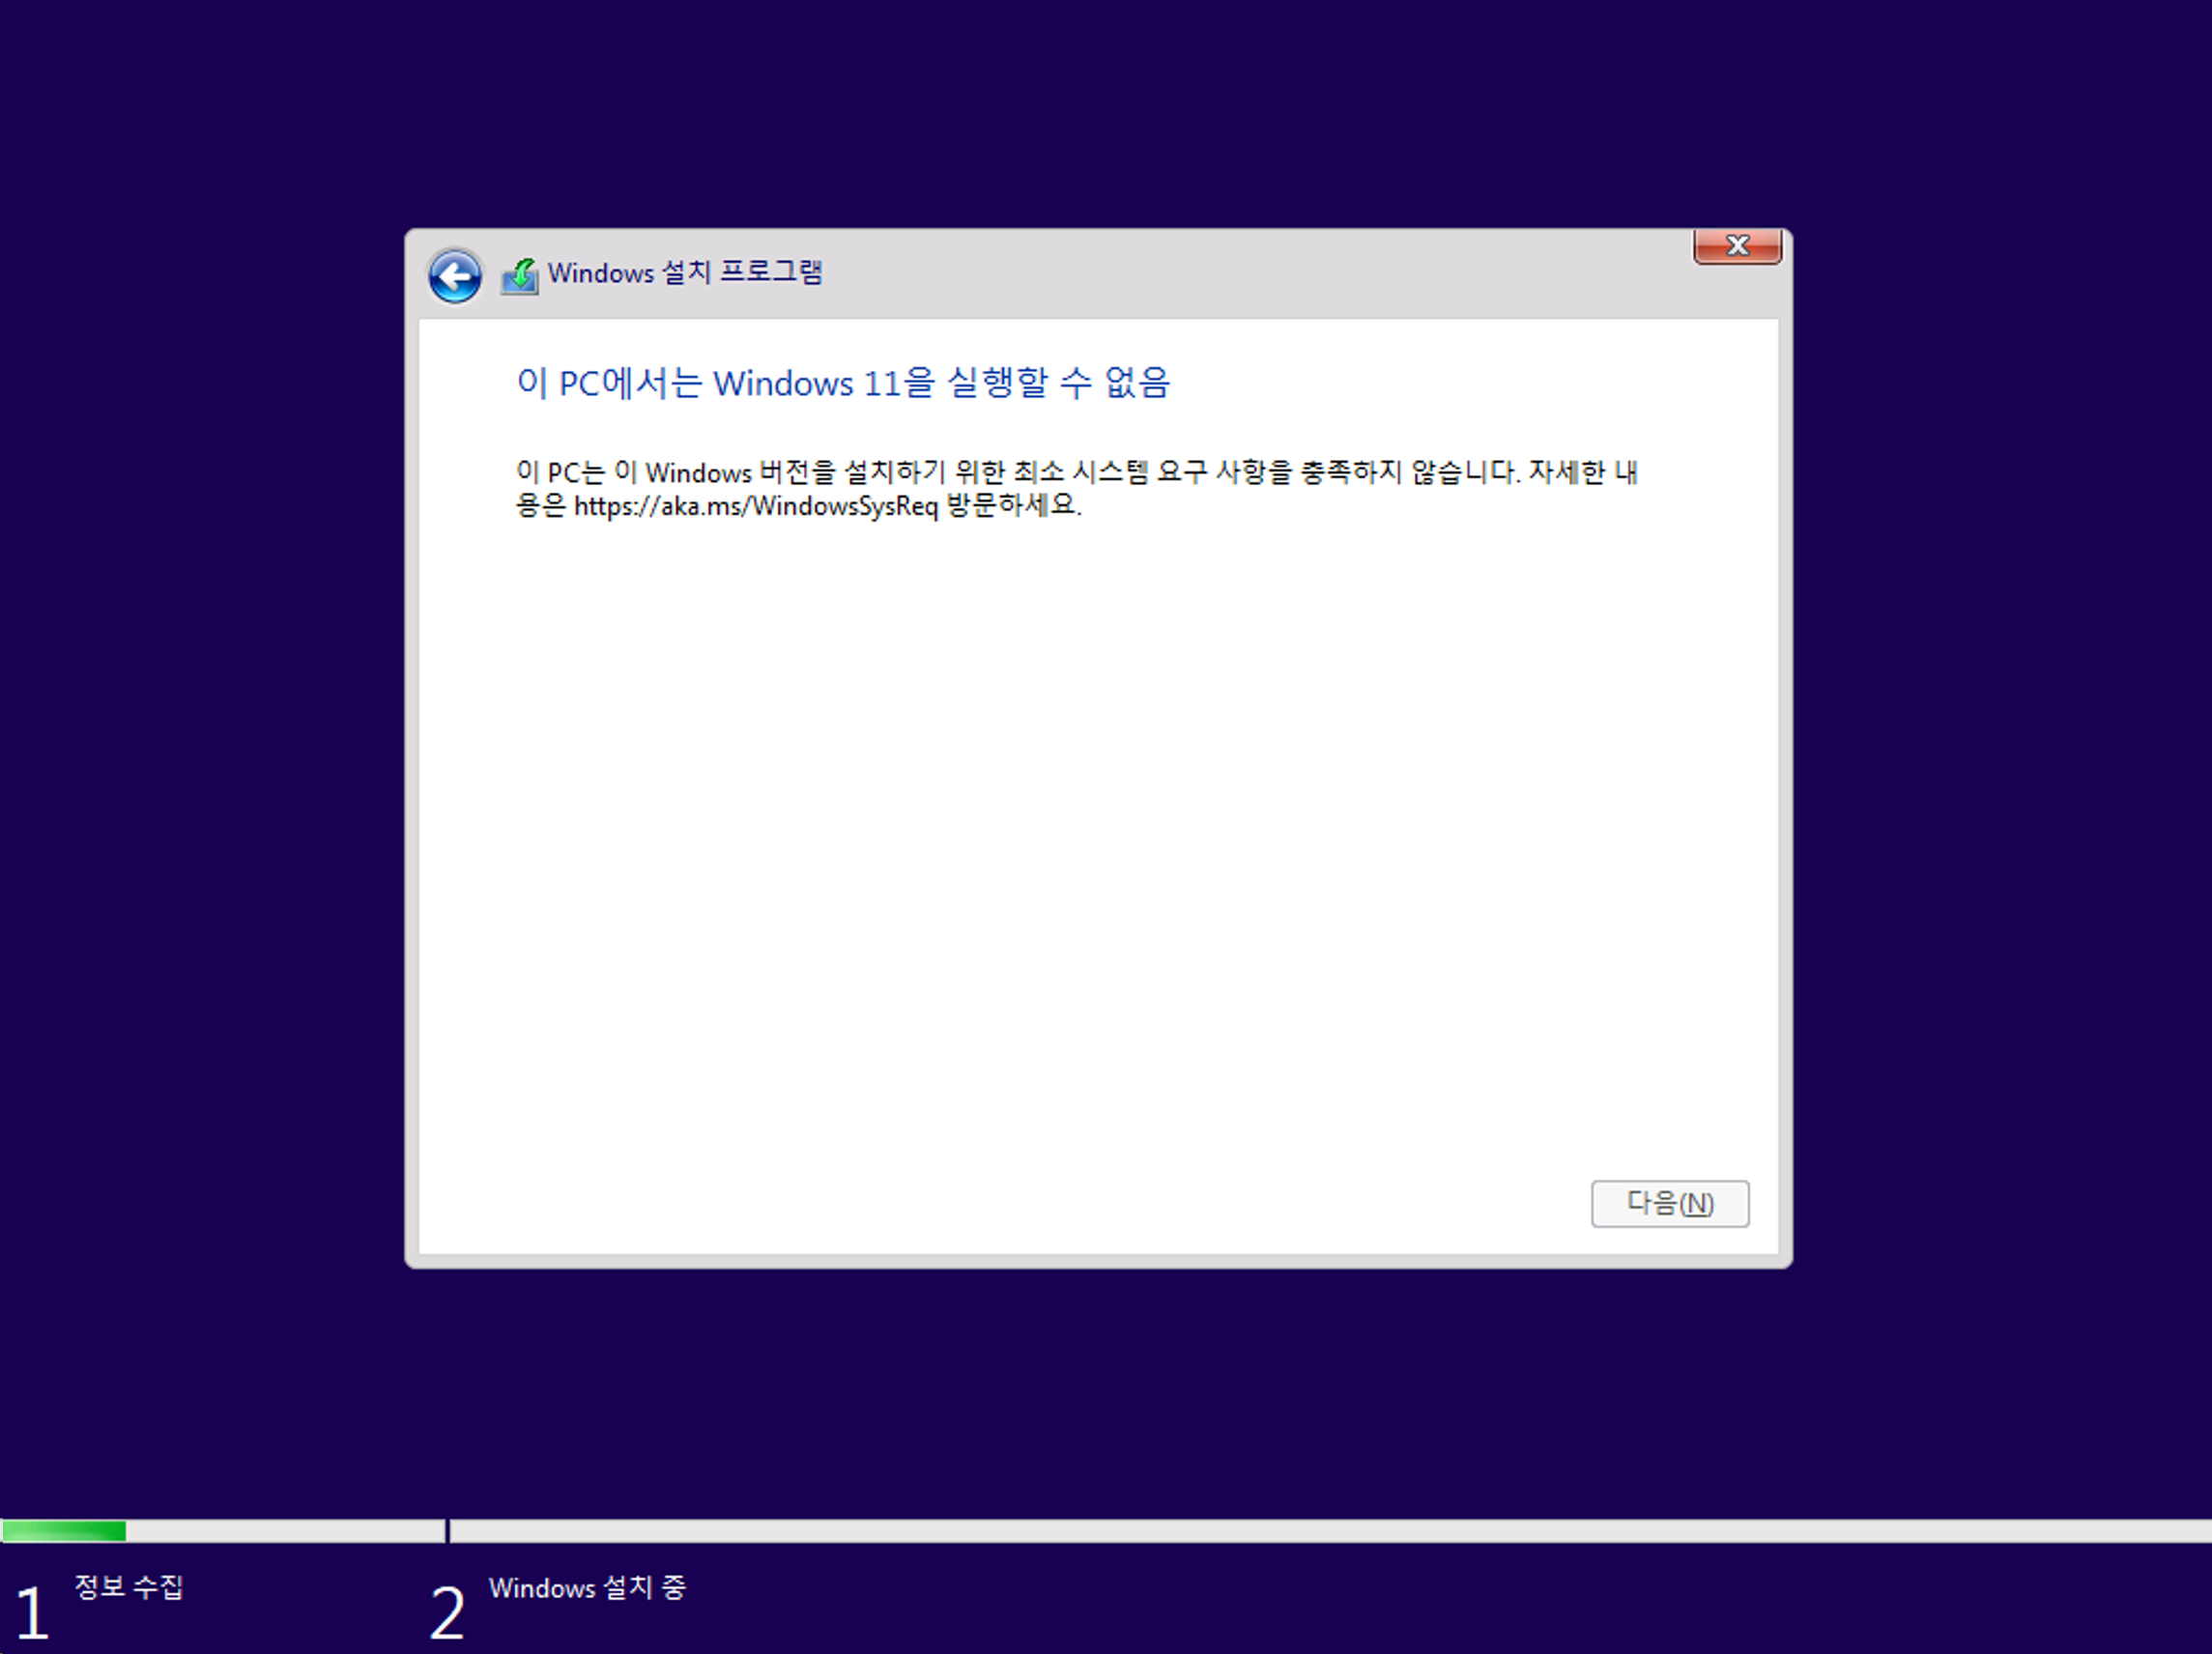 Windows 설치 프로그램
이 PC에서는 Windows 11을 실행할 수 없음
이 PC는 이 Windows 버전을 설치하기 위한 최소 시스템 요구 사항을 충족하지 않습니다. 자세한 내
용은 https://aka.ms/WindowsSysReq 방문하세요.
다음(N)
1 정보 수집
2 Windows 설치 중